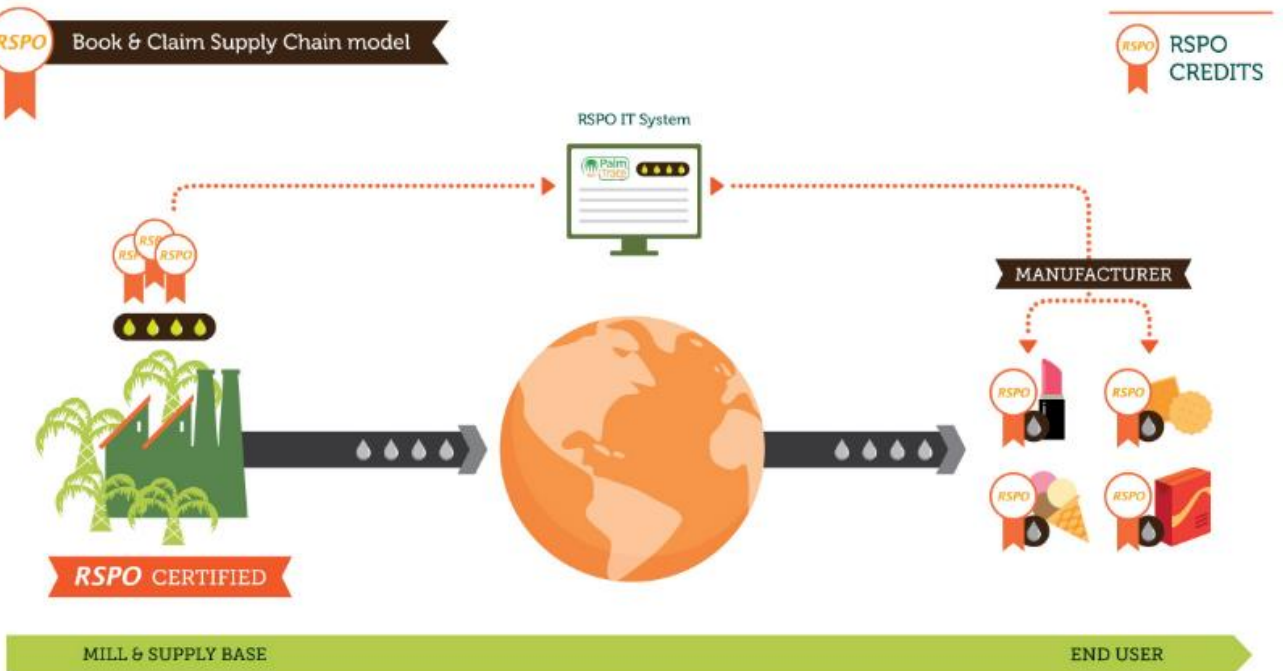 RSPO
Book & Claim Supply Chain model
RSPO
RSPO
CREDITS
RSPO IT System
Palm
Trace
RSPO
MANUFACTURER
RSPO
RSPO
RSPO
RSPO
RSPO CERTIFIED
MILL & SUPPLY BASE
END USER